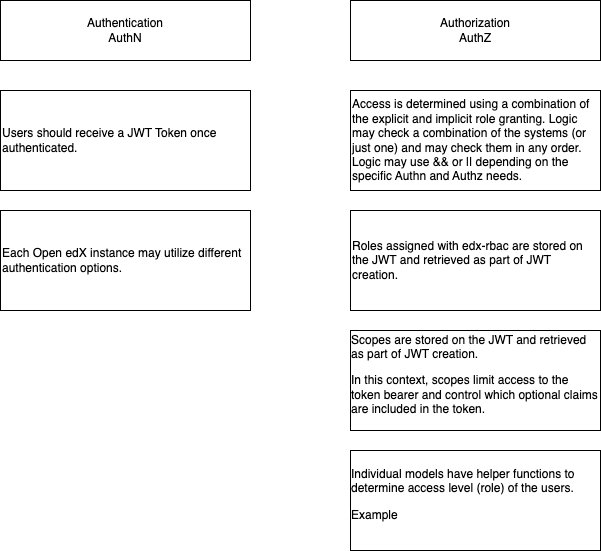 Authentication
AuthN
Authorization
AuthZ
Users should receive a JWT Token once
authenticated.
Access is determined using a combination of
the explicit and implicit role granting. Logic
may check a combination of the systems (or
just one) and may check them in any order.
Logic may use && or || depending on the
specific Authn and Authz needs.
Each Open edX instance may utilize different
authentication options.
Roles assigned with edx-rbac are stored on
the JWT and retrieved as part of JWT
creation.
Scopes are stored on the JWT and retrieved
as part of JWT creation.
In this context, scopes limit access to the
token bearer and control which optional claims
are included in the token.
Individual models have helper functions to
determine access level (role) of the users.
Example